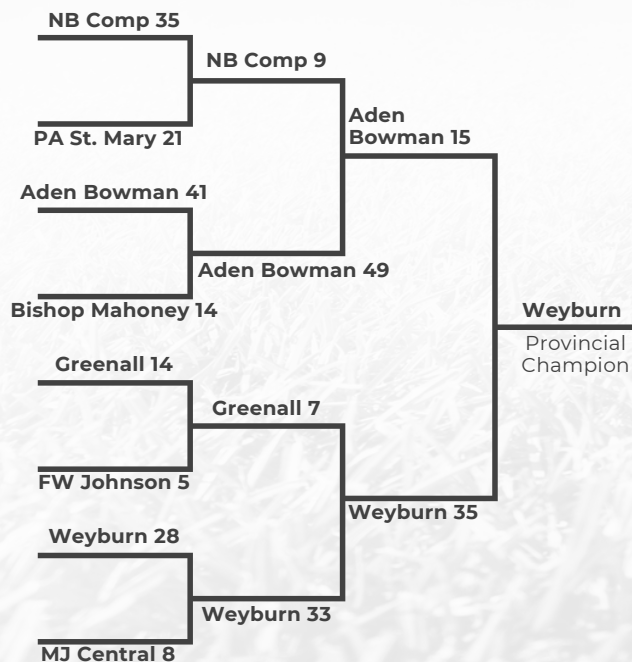 NB Comp 35
NB Comp 9
PA St. Mary 21
Aden
Bowman 15
Aden Bowman 41
Aden Bowman 49
Bishop Mahoney 14
Weyburn
Provincial
Champion
Greenall 14
Greenall 7
FW Johnson 5
Weyburn 35
Weyburn 28
Weyburn 33
MJ Central 8